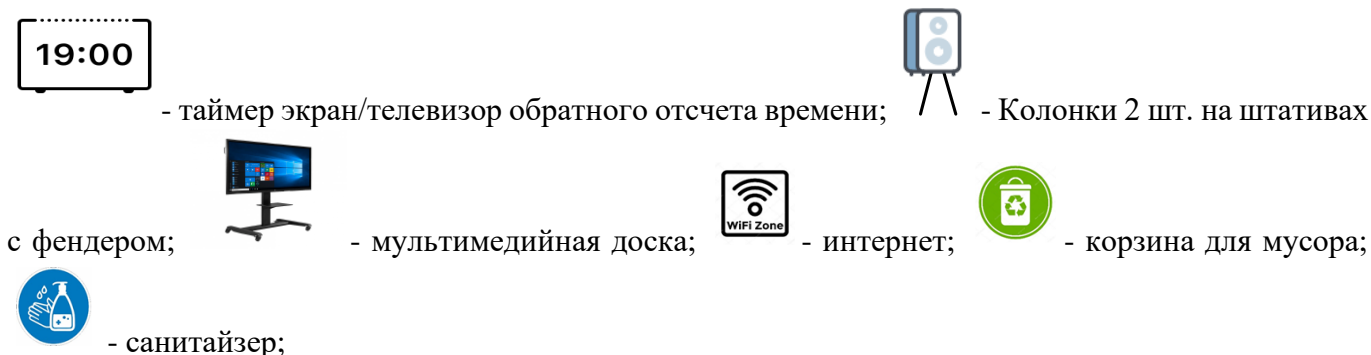 19:00
- таймер экран/телевизор обратного отсчета времени; - Колонки 2 шт. на штативах
с фендером; - мультимедийная доска; WiFi Zone - интернет; - корзина для мусора;
- санитайзер;